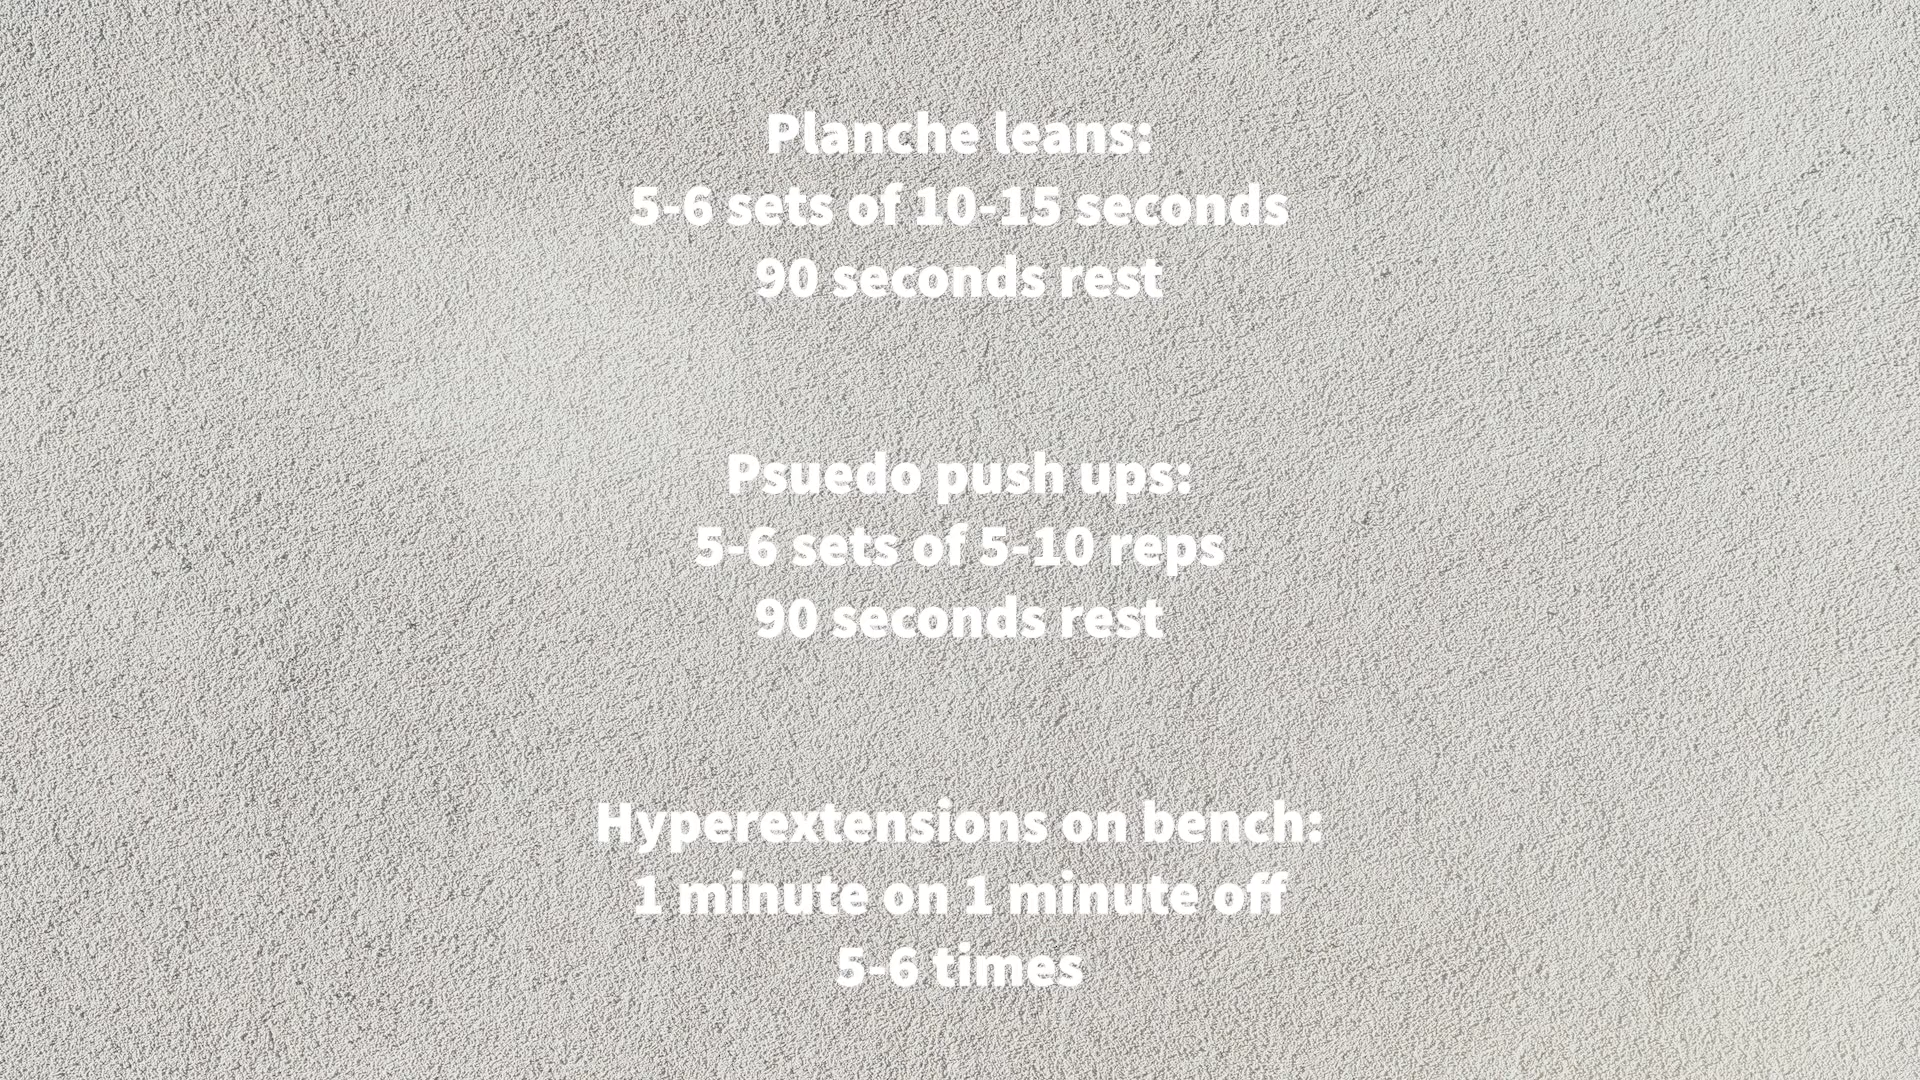 Planche leans:
5-6 sets of 10-15 seconds
90 seconds rest
Psuedo push ups:
5-6 sets of 5-10 reps
90 seconds rest
Hyperextensions on bench:
1 minute on 1 minute off
5-6 times